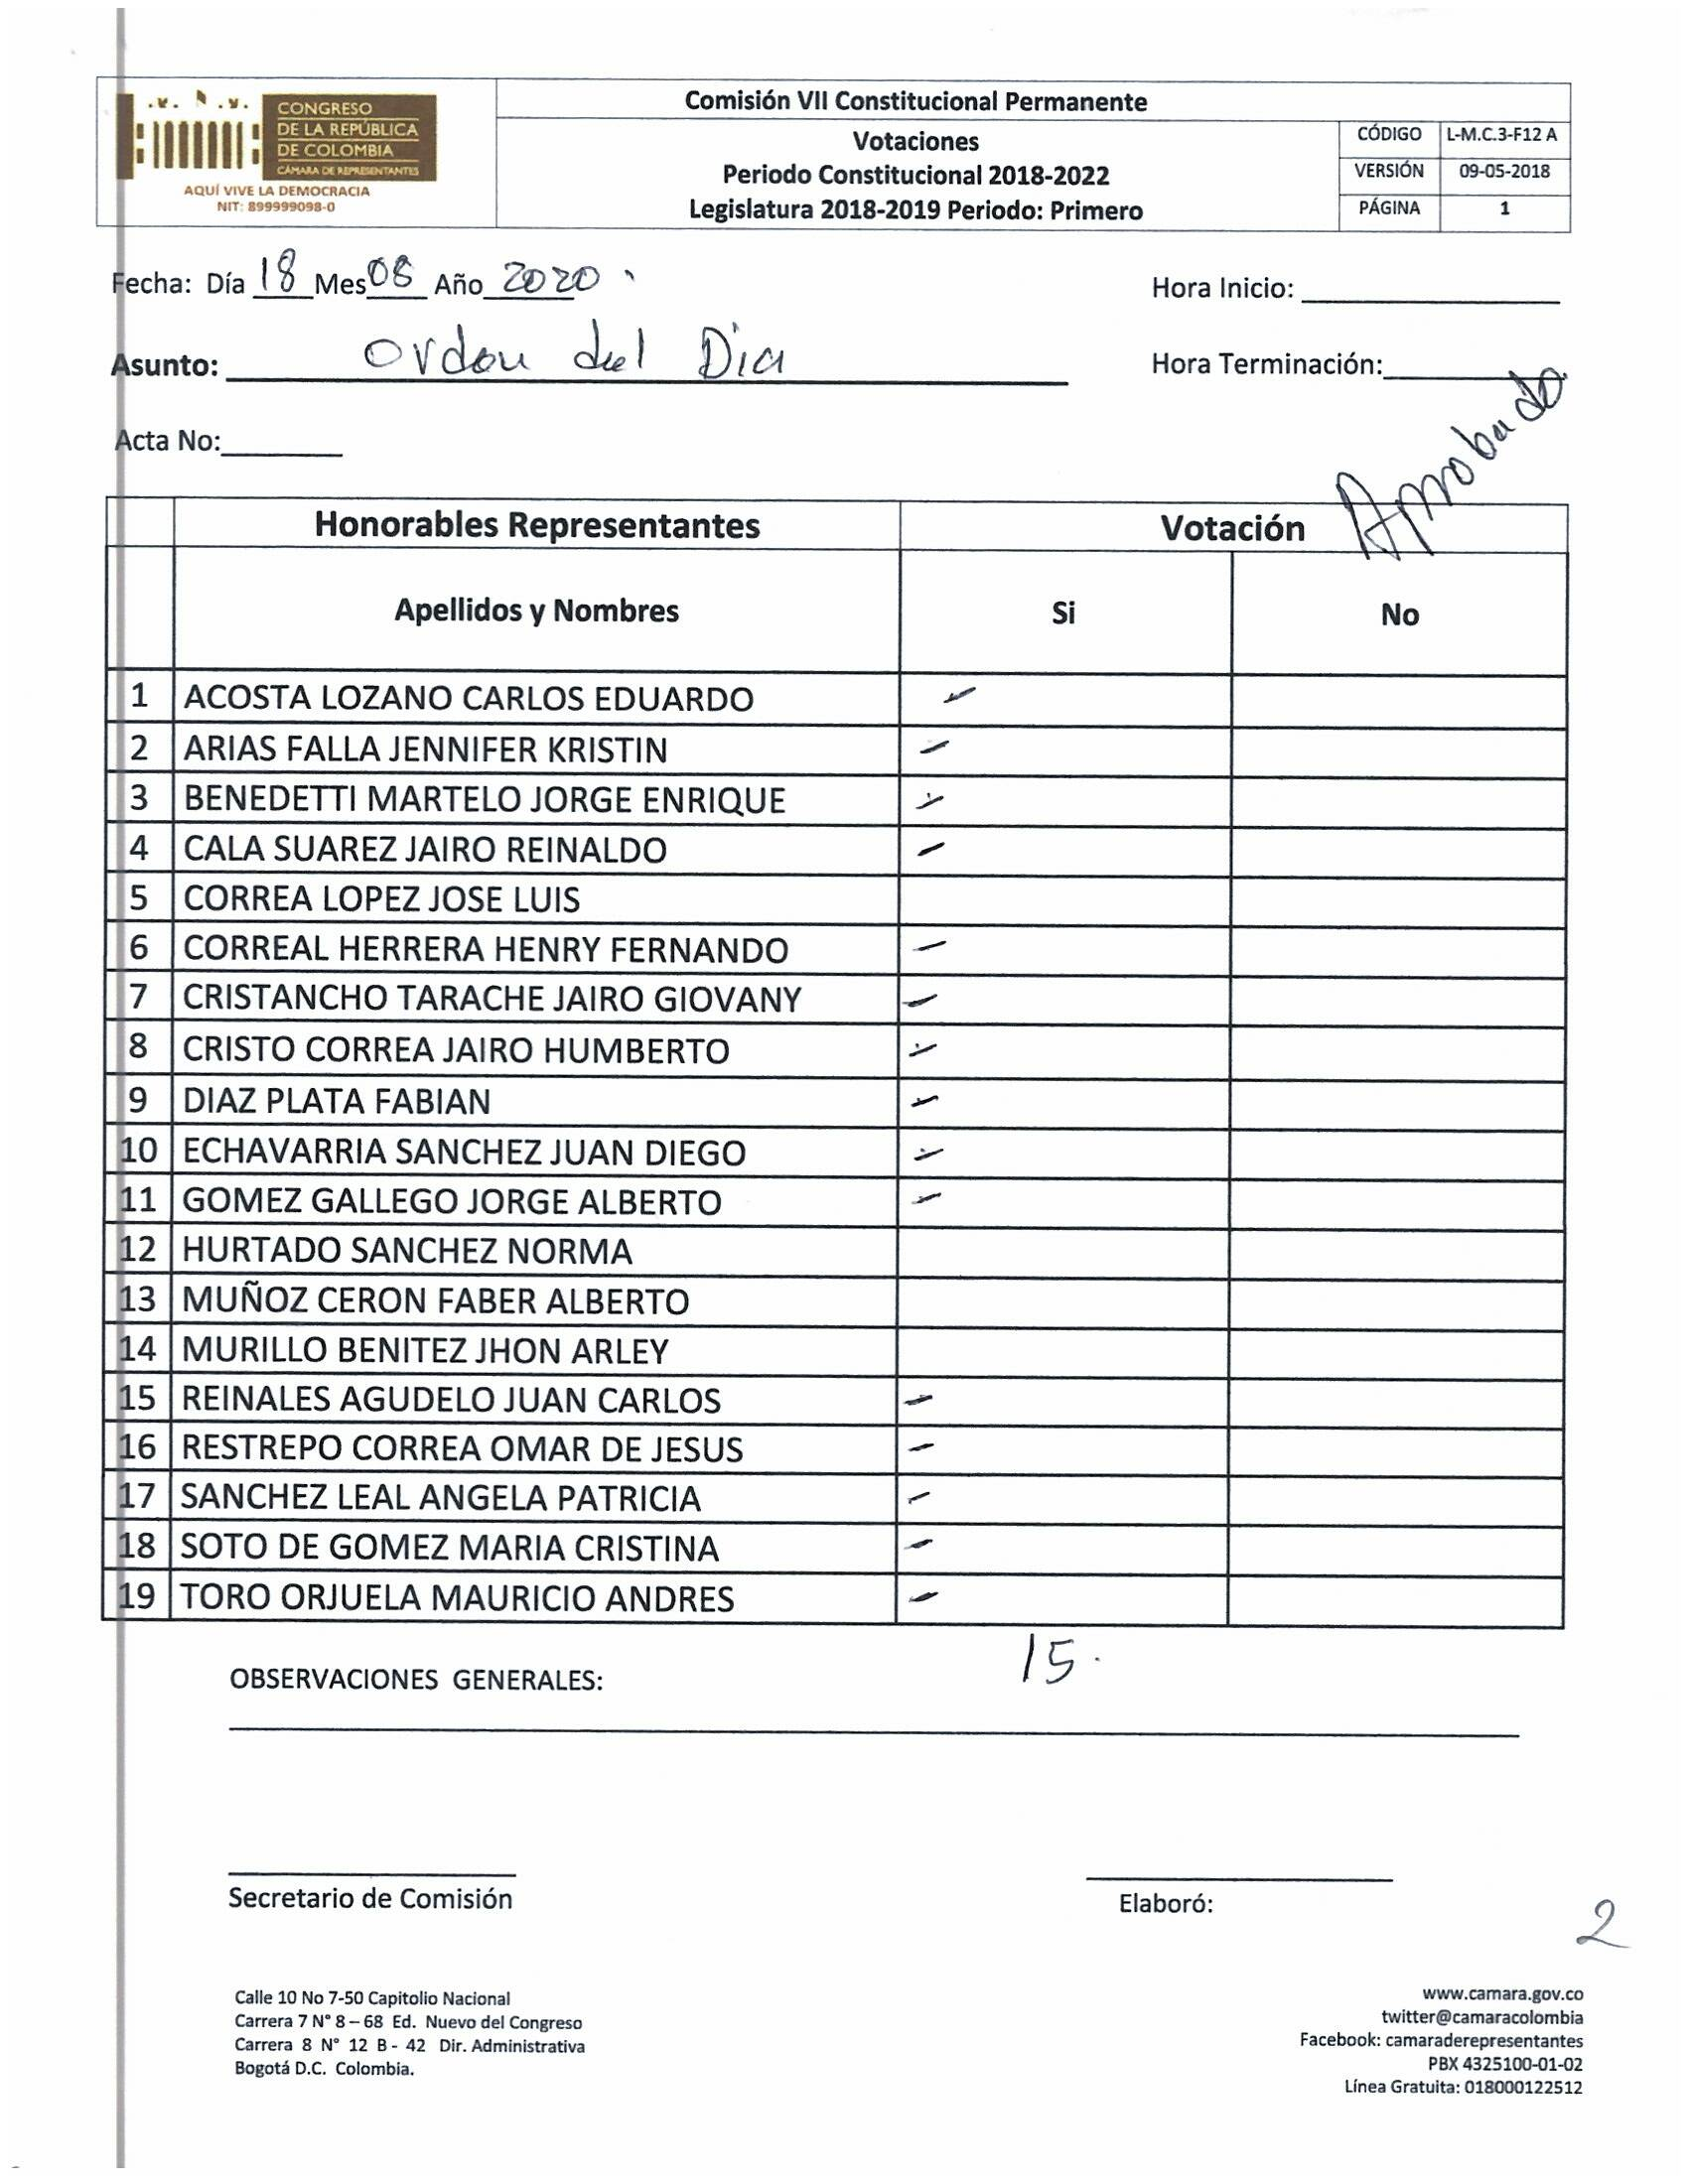 CONGRESO
DE LA REPÚBLICA
DE COLOMBIA
CÁMARA DE REPRESENTANTES
AQUÍ VIVE LA DEMOCRACIA
NIT: 899999098-0
Comisión VII Constitucional Permanente
Votaciones
Periodo Constitucional 2018-2022
Legislatura 2018-2019 Periodo: Primero
CÓDIGO L-M.C.3-F12 A
VERSIÓN 09-05-2018
PÁGINA 1
Fecha: Día 18 Mes 08 Año 2020.
Hora Inicio:
Asunto: Orden del Dia
Hora Terminación:
Acta No:
Aprobado
Honorables Representantes Votación
Apellidos y Nombres Si No
1 ACOSTA LOZANO CARLOS EDUARDO
2 ARIAS FALLA JENNIFER KRISTIN
3 BENEDETTI MARTELO JORGE ENRIQUE
4 CALA SUAREZ JAIRO REINALDO
5 CORREA LOPEZ JOSE LUIS
6 CORREAL HERRERA HENRY FERNANDO
7 CRISTANCHO TARACHE JAIRO GIOVANY
8 CRISTO CORREA JAIRO HUMBERTO
9 DIAZ PLATA FABIAN
10 ECHAVARRIA SANCHEZ JUAN DIEGO
11 GOMEZ GALLEGO JORGE ALBERTO
12 HURTADO SANCHEZ NORMA
13 MUÑOZ CERON FABER ALBERTO
14 MURILLO BENITEZ JHON ARLEY
15 REINALES AGUDELO JUAN CARLOS
16 RESTREPO CORREA OMAR DE JESUS
17 SANCHEZ LEAL ANGELA PATRICIA
18 SOTO DE GOMEZ MARIA CRISTINA
19 TORO ORJUELA MAURICIO ANDRES
15.
OBSERVACIONES GENERALES:
Secretario de Comisión
Elaboró:
2
Calle 10 No 7-50 Capitolio Nacional
Carrera 7 N° 8 – 68 Ed. Nuevo del Congreso
Carrera 8 N° 12 B - 42 Dir. Administrativa
Bogotá D.C. Colombia.
www.camara.gov.co
twitter@camaracolombia
Facebook: camaraderepresentantes
PBX 4325100-01-02
Línea Gratuita: 018000122512